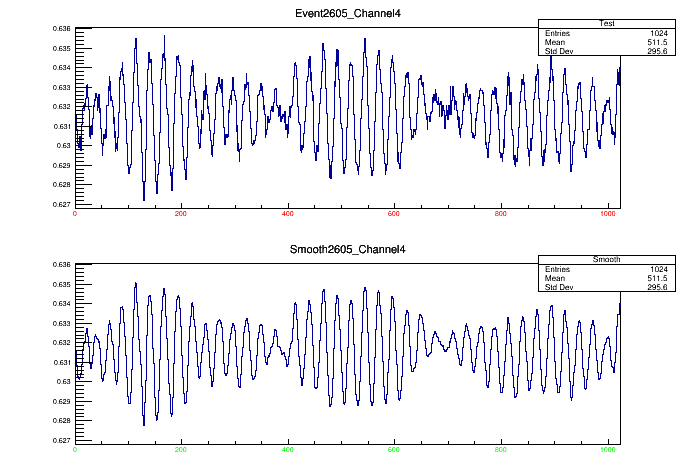 Event2605_Channel4
Test
Entries 1024
Mean 511.5
Std Dev 295.6
0.636
0.635
0.634
0.633
0.632
0.631
0.63
0.629
0.628
0.627
0 200 400 600 800 1000
Smooth2605_Channel4
Smooth
Entries 1024
Mean 511.5
Std Dev 295.6
0.636
0.635
0.634
0.633
0.632
0.631
0.63
0.629
0.628
0.627
0 200 400 600 800 1000